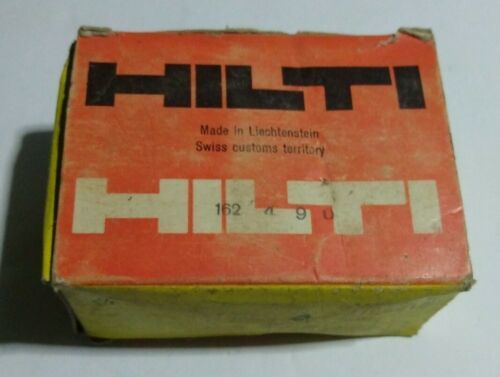 HILTI
Made in Liechtenstein
Swiss customs territory
HILTI
162 4 9 U